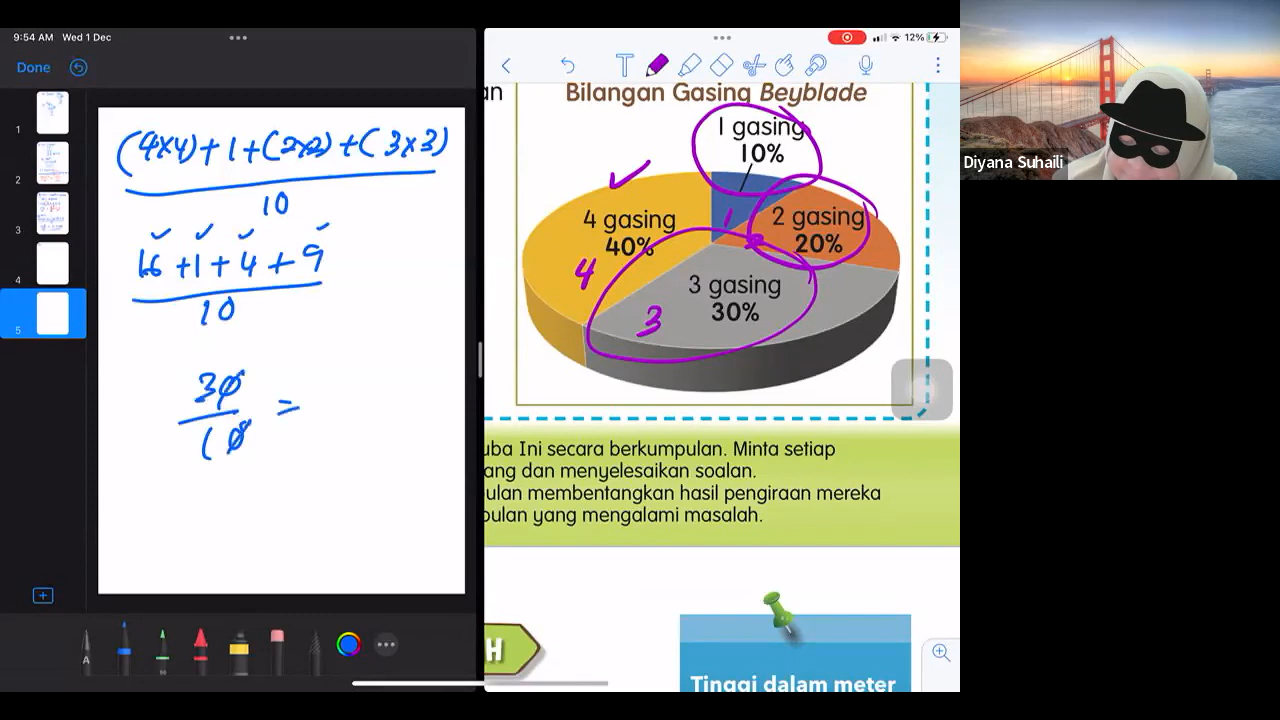 9:54 AM Wed 1 Dec
Done
1
2
3
4
5
(4x4)+1+(2x2)+(3x3)
10
16+1+4+9
10
30
10
=
A
12%
T
an
Bilangan Gasing Beyblade
1 gasing
10%
4 gasing
40%
2 gasing
20%
3 gasing
30%
1
2
4
3
uba Ini secara berkumpulan. Minta setiap
ang dan menyelesaikan soalan.
ulan membentangkan hasil pengiraan mereka
oulan yang mengalami masalah.
H
Tinggi dalam meter
Diyana Suhaili